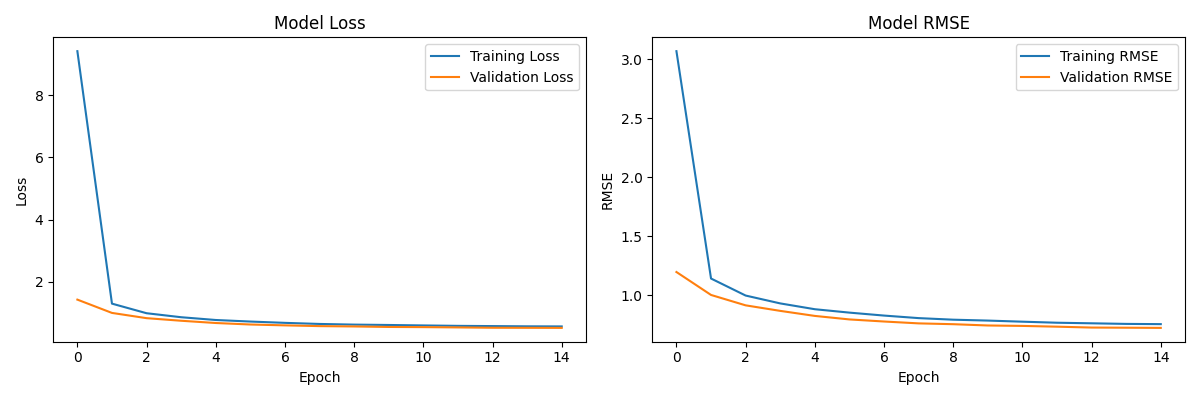 Model Loss
Training Loss
Validation Loss
8
6
4
2
Loss
0 2 4 6 8 10 12 14
Epoch
Model RMSE
Training RMSE
Validation RMSE
3.0
2.5
2.0
1.5
1.0
RMSE
0 2 4 6 8 10 12 14
Epoch